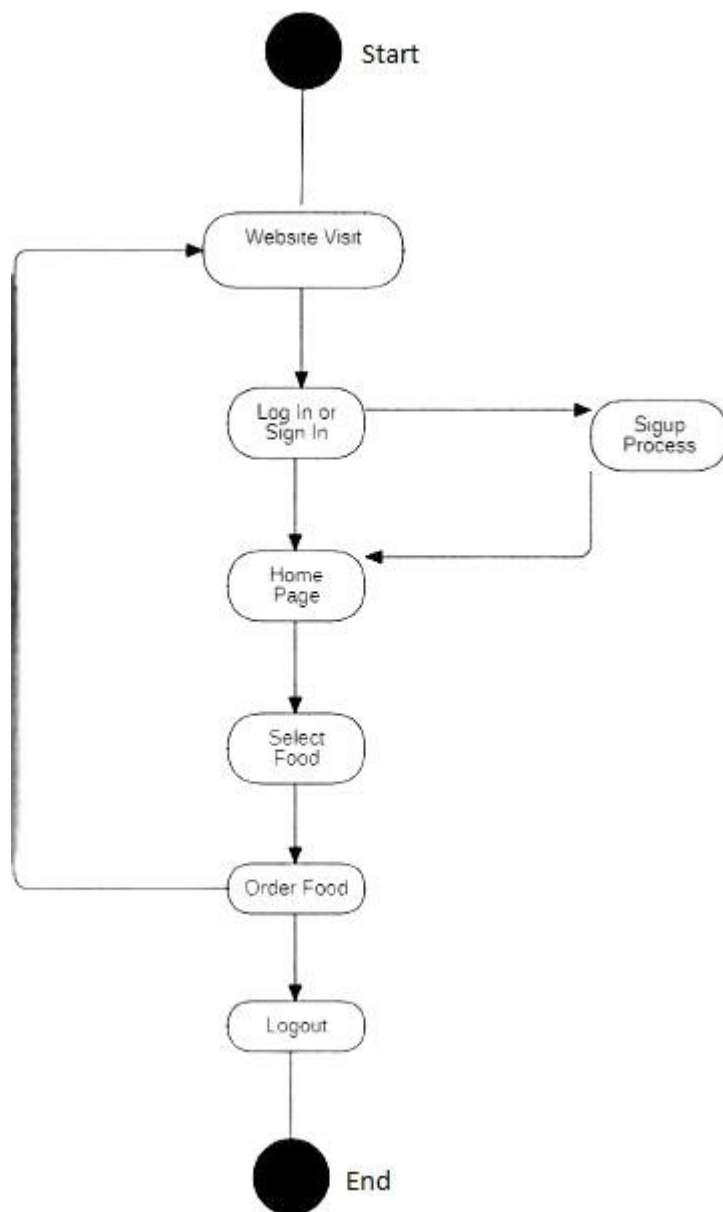 Start
Website Visit
Log In or
Sign In
Sigup
Process
Home
Page
Select
Food
Order Food
Logout
End